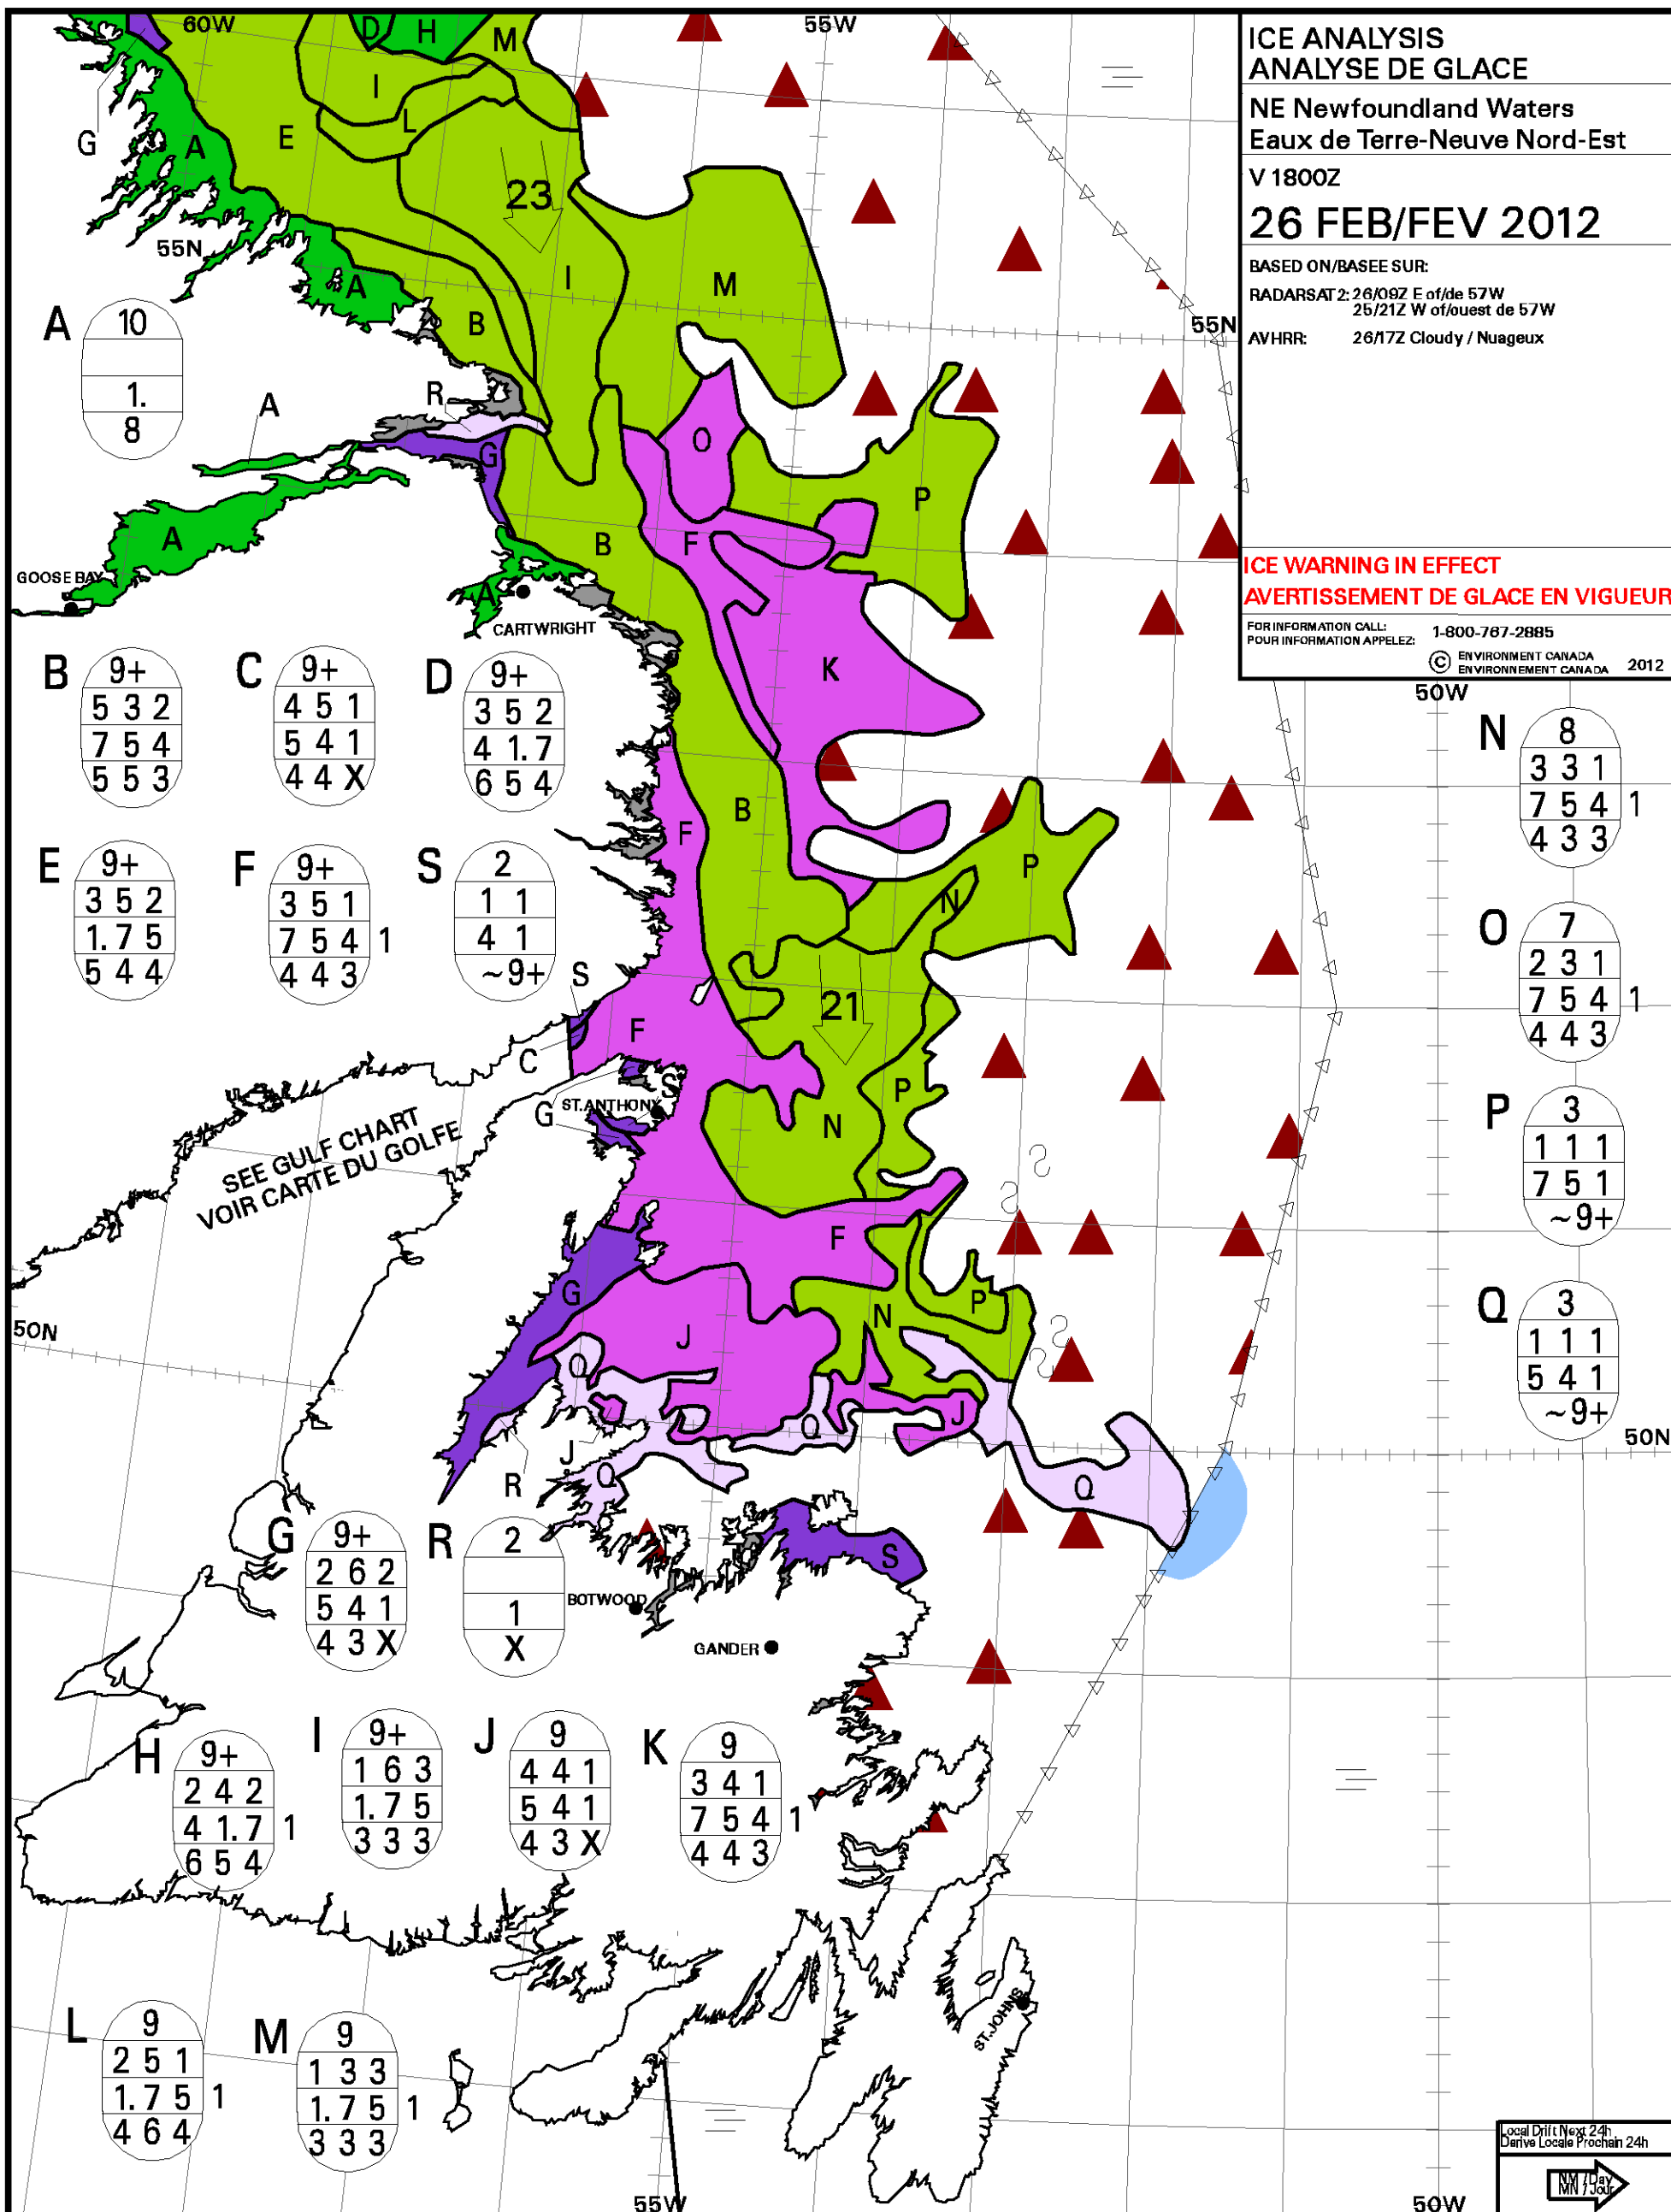 60W
55W
D
H
M
I
L
E
G
A
23
55N
A
I
M
B
ICE ANALYSIS
ANALYSE DE GLACE
NE Newfoundland Waters
Eaux de Terre-Neuve Nord-Est
V 1800Z
26 FEB/FEV 2012
BASED ON/BASEE SUR:
RADARSAT 2: 26/09Z E of/de 57W
25/21Z W of/ouest de 57W
AVHRR: 26/17Z Cloudy / Nuageux
ICE WARNING IN EFFECT
AVERTISSEMENT DE GLACE EN VIGUEUR
FOR INFORMATION CALL:
POUR INFORMATION APPELEZ: 1-800-767-2885
© ENVIRONMENT CANADA
ENVIRONNEMENT CANADA 2012
55N
A
10
1.
8
A
R
O
G
P
A
B
F
GOOSE BAY
A
CARTWRIGHT
K
50W
B
9+
5 3 2
7 5 4
5 5 3
C
9+
4 5 1
5 4 1
4 4 X
D
9+
3 5 2
4 1. 7
6 5 4
N
8
3 3 1
7 5 4 1
4 3 3
B
F
P
N
E
9+
3 5 2
1. 7 5
5 4 4
F
9+
3 5 1
7 5 4 1
4 4 3
S
2
1 1
4 1
~9+
O
7
2 3 1
7 5 4 1
4 4 3
S
21
F
C
S
P
G
ST.ANTHONY
N
SEE GULF CHART
VOIR CARTE DU GOLFE
P
3
1 1 1
7 5 1
~9+
F
G
P
N
J
Q
3
1 1 1
5 4 1
~9+
50N
Q
J
Q
50N
J
Q
R
Q
G
9+
2 6 2
5 4 1
4 3 X
R
2
1
X
S
BOTWOOD
GANDER
H
9+
2 4 2
4 1. 7 1
6 5 4
I
9+
1 6 3
1. 7 5
3 3 3
J
9
4 4 1
5 4 1
4 3 X
K
9
3 4 1
7 5 4 1
4 4 3
L
9
2 5 1
1. 7 5 1
4 6 4
M
9
1 3 3
1. 7 5 1
3 3 3
ST.JOHNS
Local Drift Next 24h
Derive Locale Prochain 24h
NM / Day
MN / Jour
55W
50W